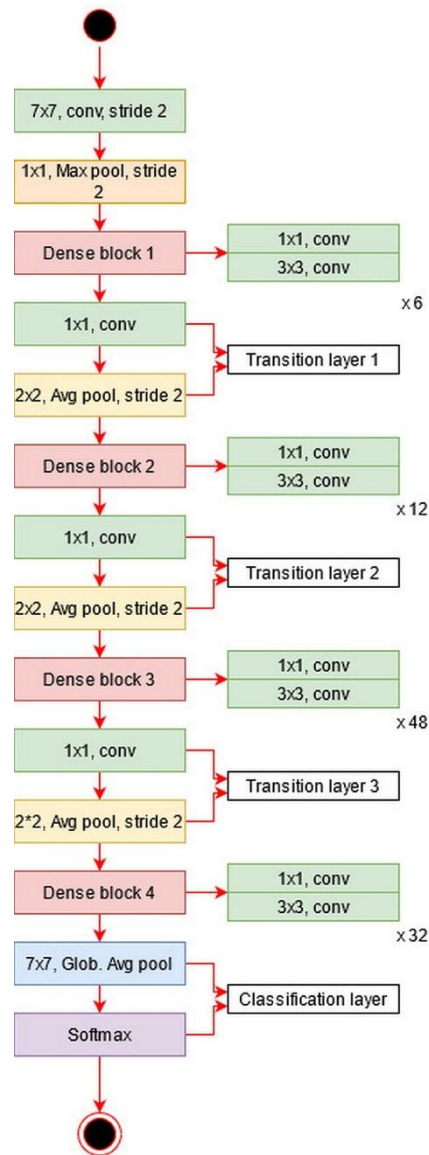 7x7, conv, stride 2
1x1, Max pool, stride
2
Dense block 1
1x1, conv
3x3, conv
x 6
1x1, conv
Transition layer 1
2x2, Avg pool, stride 2
Dense block 2
1x1, conv
3x3, conv
x 12
1x1, conv
Transition layer 2
2x2, Avg pool, stride 2
Dense block 3
1x1, conv
3x3, conv
x 48
1x1, conv
Transition layer 3
2*2, Avg pool, stride 2
Dense block 4
1x1, conv
3x3, conv
x 32
7x7, Glob. Avg pool
Classification layer
Softmax